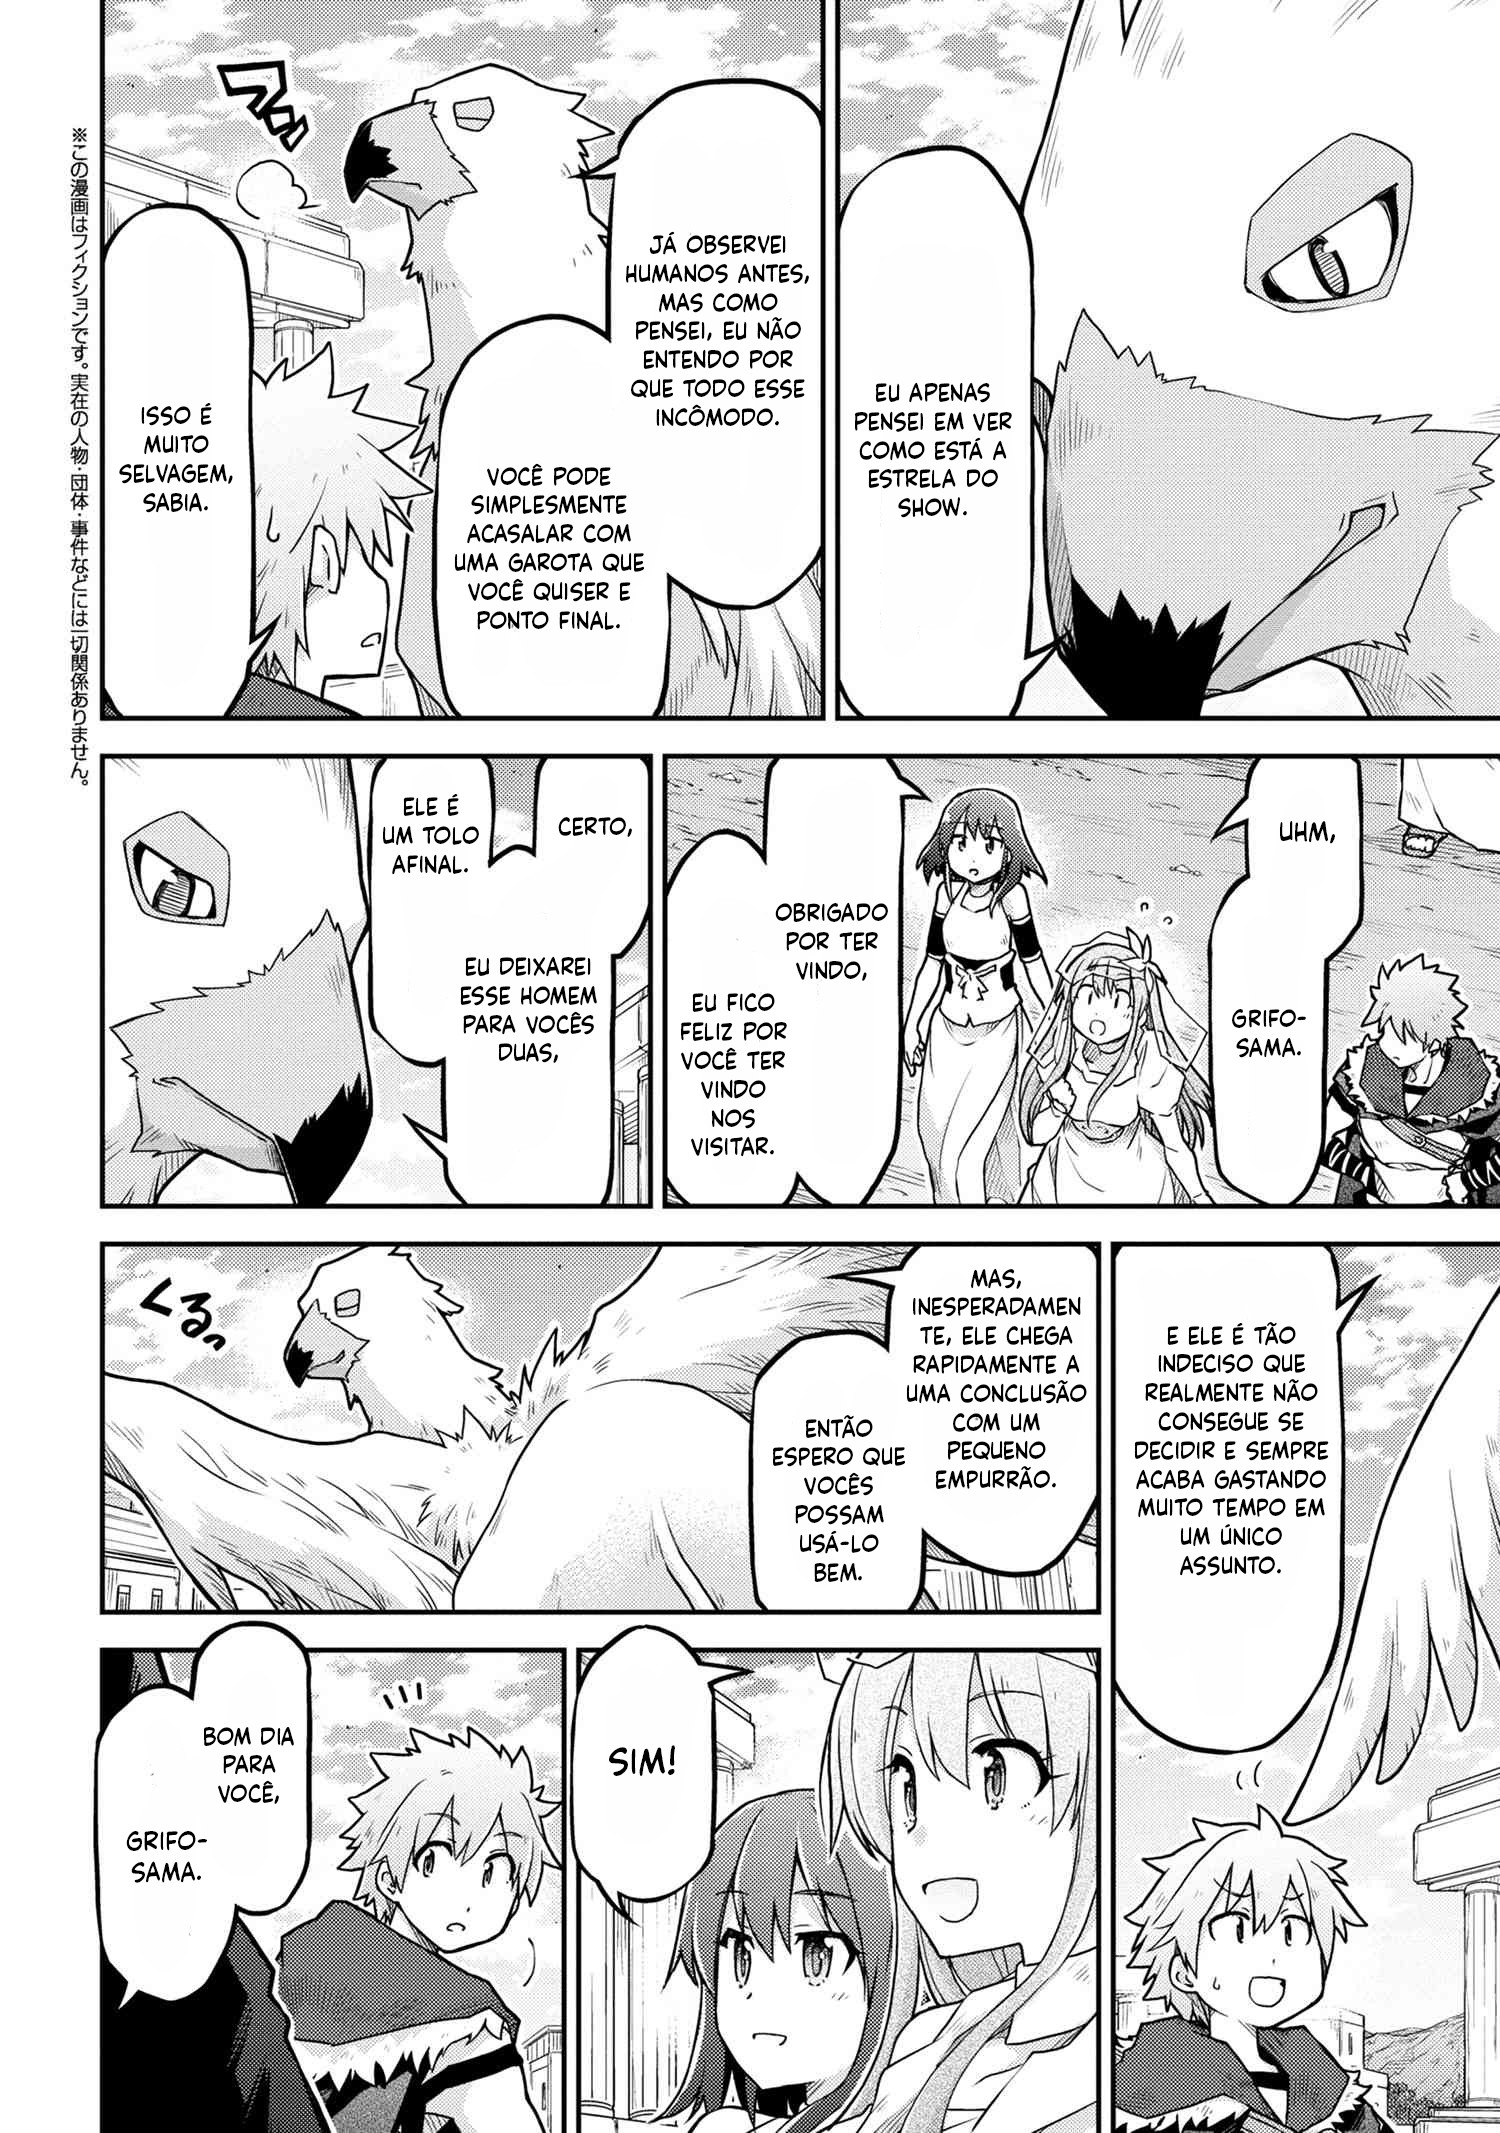 EU APENAS
PENSEI EM VER
COMO ESTÁ A
ESTRELA DO
SHOW.
JÁ OBSERVEI
HUMANOS ANTES,
MAS COMO
PENSEI, EU NÃO
ENTENDO POR
QUE TODO ESSE
INCÔMODO.
VOCÊ PODE
SIMPLESMENTE
ACASALAR COM
UMA GAROTA QUE
VOCÊ QUISER E
PONTO FINAL.
ISSO É
MUITO
SELVAGEM,
SABIA.
※この漫画はフィクションです。実在の人物・団体・事件などには一切関係ありません。
UHM,
GRIFO-
SAMA.
OBRIGADO
POR TER
VINDO,
EU FICO
FELIZ POR
VOCÊ TER
VINDO
NOS
VISITAR.
CERTO,
ELE É
UM TOLO
AFINAL.
EU DEIXAREI
ESSE HOMEM
PARA VOCÊS
DUAS,
E ELE É TÃO
INDECISO QUE
REALMENTE NÃO
CONSEGUE SE
DECIDIR E SEMPRE
ACABA GASTANDO
MUITO TEMPO EM
UM ÚNICO
ASSUNTO.
MAS,
INESPERADAMEN
TE, ELE CHEGA
RAPIDAMENTE A
UMA CONCLUSÃO
COM UM
PEQUENO
EMPURRÃO.
ENTÃO
ESPERO QUE
VOCÊS
POSSAM
USÁ-LO
BEM.
くるっ
SIM!
BOM DIA
PARA
VOCÊ,
GRIFO-
SAMA.